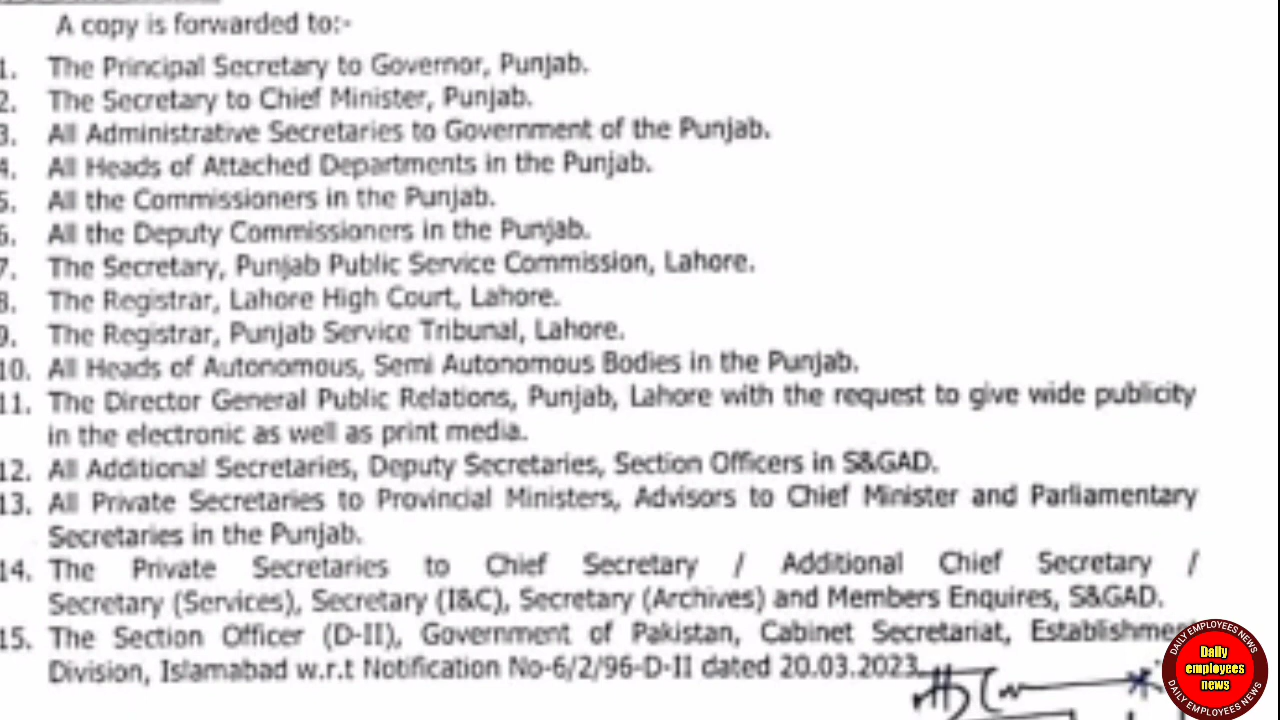 A copy is forwarded to:-
1. The Principal Secretary to Governor, Punjab.
2. The Secretary to Chief Minister, Punjab.
3. All Administrative Secretaries to Government of the Punjab.
4. All Heads of Attached Departments in the Punjab.
5. All the Commissioners in the Punjab.
6. All the Deputy Commissioners in the Punjab.
7. The Secretary, Punjab Public Service Commission, Lahore.
8. The Registrar, Lahore High Court, Lahore.
9. The Registrar, Punjab Service Tribunal, Lahore.
10. All Heads of Autonomous, Semi Autonomous Bodies in the Punjab.
11. The Director General Public Relations, Punjab, Lahore with the request to give wide publicity
in the electronic as well as print media.
12. All Additional Secretaries, Deputy Secretaries, Section Officers in S&GAD.
13. All Private Secretaries to Provincial Ministers, Advisors to Chief Minister and Parliamentary
Secretaries in the Punjab.
14. The Private Secretaries to Chief Secretary / Additional Chief Secretary /
Secretary (Services), Secretary (I&C), Secretary (Archives) and Members Enquires, S&GAD.
15. The Section Officer (D-II), Government of Pakistan, Cabinet Secretariat, Establishme
Division, Islamabad w.r.t Notification No-6/2/96-D-II dated 20.03.2023
DAILY EMPLOYEES NEWS
Daily
employees
news
DAILY EMPLOYEES NEWS